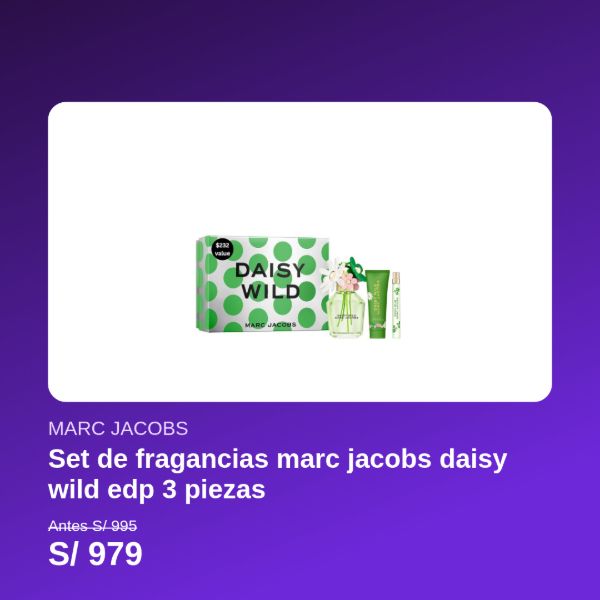 $232
value
DAISY
WILD
MARC JACOBS
MARC JACOBS
Set de fragancias marc jacobs daisy
wild edp 3 piezas
Antes S/ 995
S/ 979